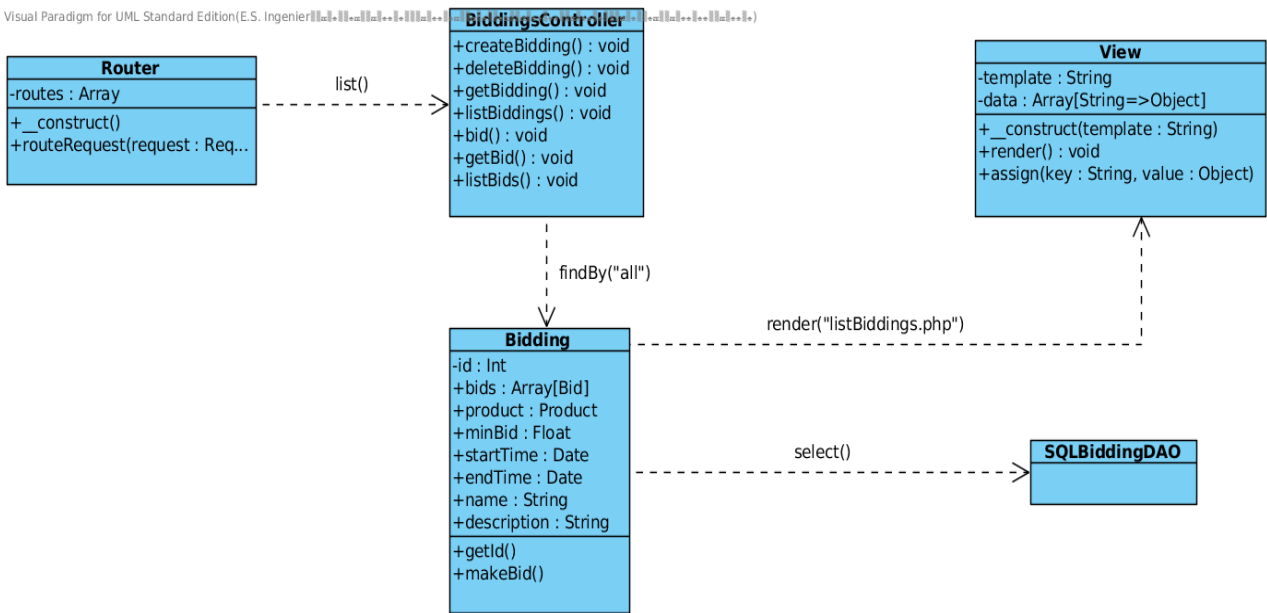 Visual Paradigm for UML Standard Edition(E.S. Ingenier
BiddingsController
+createBidding() : void
+deleteBidding() : void
+getBidding() : void
+listBiddings() : void
+bid() : void
+getBid() : void
+listBids() : void
Router
-routes : Array
+__construct()
+routeRequest(request : Req...
list()
View
-template : String
-data : Array[String=>Object]
+__construct(template : String)
+render() : void
+assign(key : String, value : Object)
findBy("all")
render("listBiddings.php")
Bidding
-id : Int
+bids : Array[Bid]
+product : Product
+minBid : Float
+startTime : Date
+endTime : Date
+name : String
+description : String
+getId()
+makeBid()
select()
SQLBiddingDAO